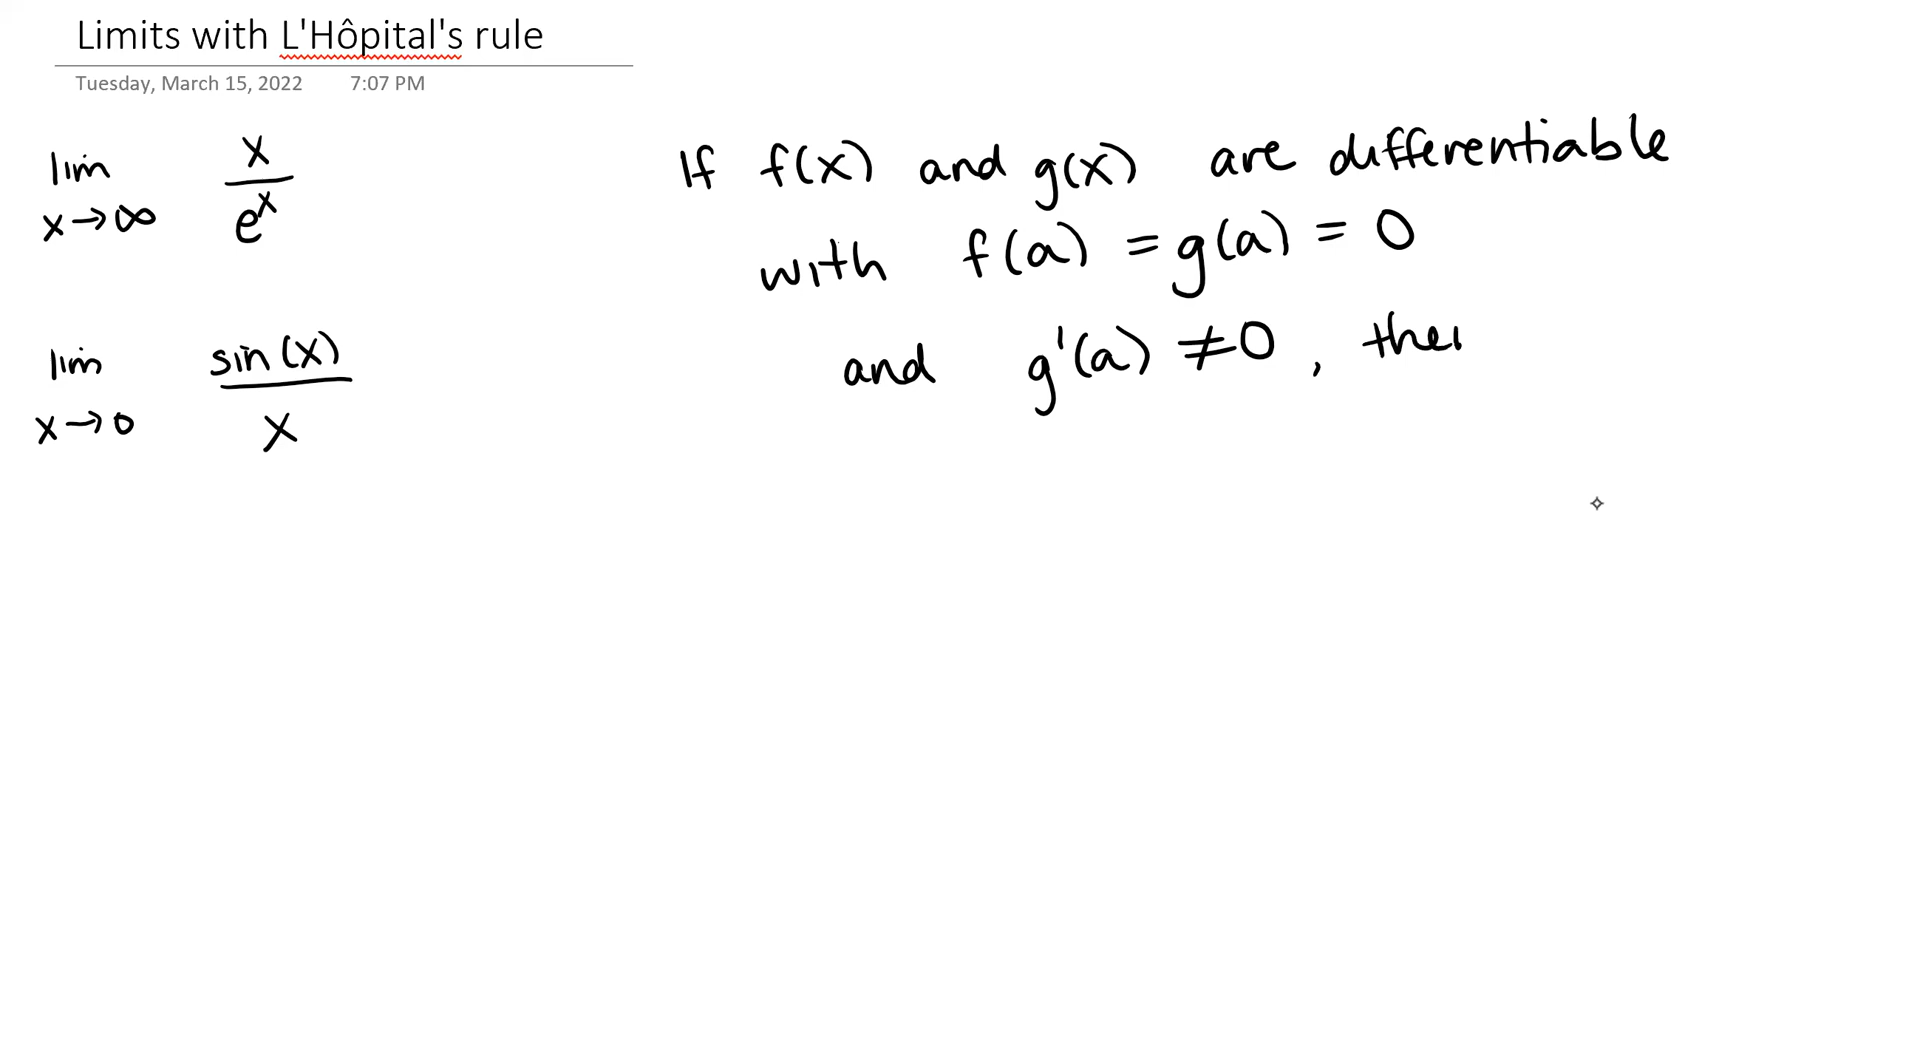 Limits with L'Hôpital's rule
Tuesday, March 15, 2022 7:07 PM
lim x→∞ x/e^x
lim x→0 sin(x)/x
If f(x) and g(x) are differentiable
with f(a) = g(a) = 0
and g'(a) ≠ 0, the